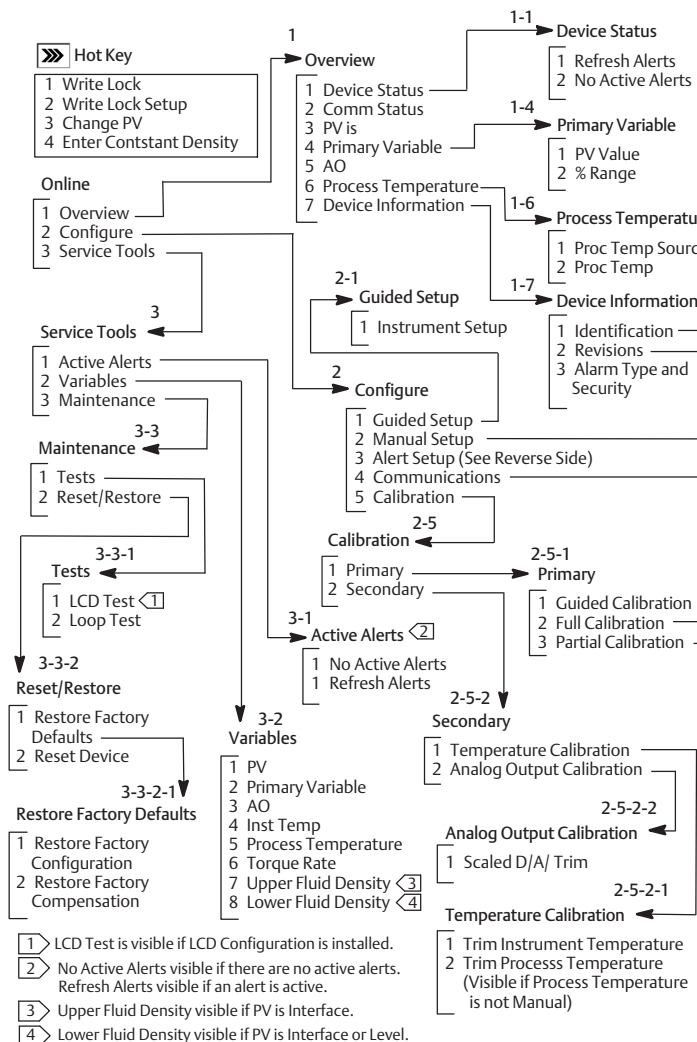 Hot Key
1 Write Lock
2 Write Lock Setup
3 Change PV
4 Enter Contstant Density
Online
1 Overview
2 Configure
3 Service Tools
1
Overview
1 Device Status
2 Comm Status
3 PV is
4 Primary Variable
5 AO
6 Process Temperature
7 Device Information
1-1
Device Status
1 Refresh Alerts
2 No Active Alerts
1-4
Primary Variable
1 PV Value
2 % Range
1-6
Process Temperatu
1 Proc Temp Sourc
2 Proc Temp
1-7
Device Information
1 Identification
2 Revisions
3 Alarm Type and
Security
2-1
Guided Setup
1 Instrument Setup
3
Service Tools
1 Active Alerts
2 Variables
3 Maintenance
2
Configure
1 Guided Setup
2 Manual Setup
3 Alert Setup (See Reverse Side)
4 Communications
5 Calibration
3-3
Maintenance
1 Tests
2 Reset/Restore
2-5
Calibration
1 Primary
2 Secondary
2-5-1
Primary
1 Guided Calibration
2 Full Calibration
3 Partial Calibration
3-3-1
Tests
1 LCD Test 1
2 Loop Test
3-1
Active Alerts 2
1 No Active Alerts
1 Refresh Alerts
3-3-2
Reset/Restore
1 Restore Factory
Defaults
2 Reset Device
3-2
Variables
1 PV
2 Primary Variable
3 AO
4 Inst Temp
5 Process Temperature
6 Torque Rate
7 Upper Fluid Density 3
8 Lower Fluid Density 4
2-5-2
Secondary
1 Temperature Calibration
2 Analog Output Calibration
3-3-2-1
Restore Factory Defaults
1 Restore Factory
Configuration
2 Restore Factory
Compensation
2-5-2-2
Analog Output Calibration
1 Scaled D/A/ Trim
2-5-2-1
Temperature Calibration
1 Trim Instrument Temperature
2 Trim Processs Temperature
(Visible if Process Temperature
is not Manual)
1 LCD Test is visible if LCD Configuration is installed.
2 No Active Alerts visible if there are no active alerts.
Refresh Alerts visible if an alert is active.
3 Upper Fluid Density visible if PV is Interface.
4 Lower Fluid Density visible if PV is Interface or Level.